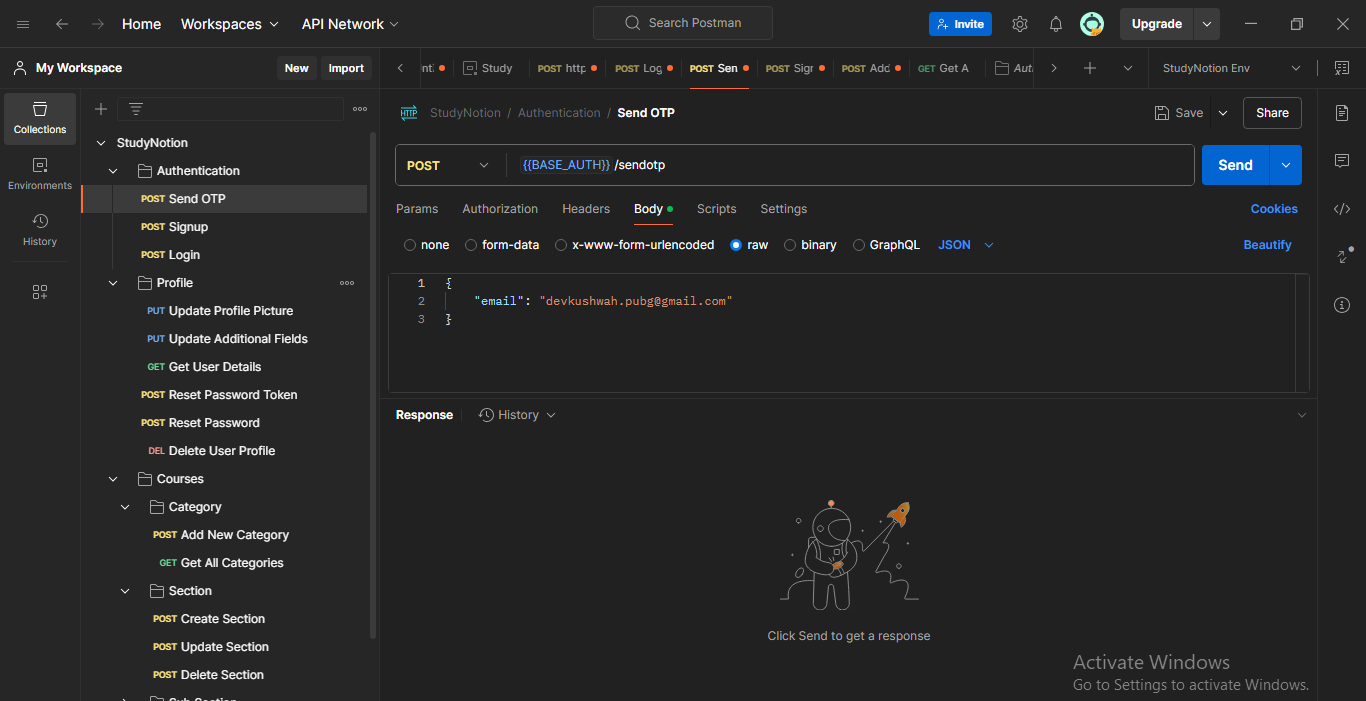 Home Workspaces API Network Search Postman Invite Upgrade
My Workspace New Import
POST http POST Log POST Sen POST Sign POST Add GET Get A Aut StudyNotion Env
Study
Collections
Environments
History
StudyNotion
Authentication
POST Send OTP
POST Signup
POST Login
Profile
PUT Update Profile Picture
PUT Update Additional Fields
GET Get User Details
POST Reset Password Token
POST Reset Password
DEL Delete User Profile
Courses
Category
POST Add New Category
GET Get All Categories
Section
POST Create Section
POST Update Section
POST Delete Section
Sub Section
HTTP StudyNotion / Authentication / Send OTP Save Share
POST {{BASE_AUTH}} /sendotp Send
Params Authorization Headers Body Scripts Settings Cookies
none form-data x-www-form-urlencoded raw binary GraphQL JSON Beautify
1 {
2 "email": "devkushwah.pubg@gmail.com"
3 }
Response History
Click Send to get a response
Activate Windows
Go to Settings to activate Windows.